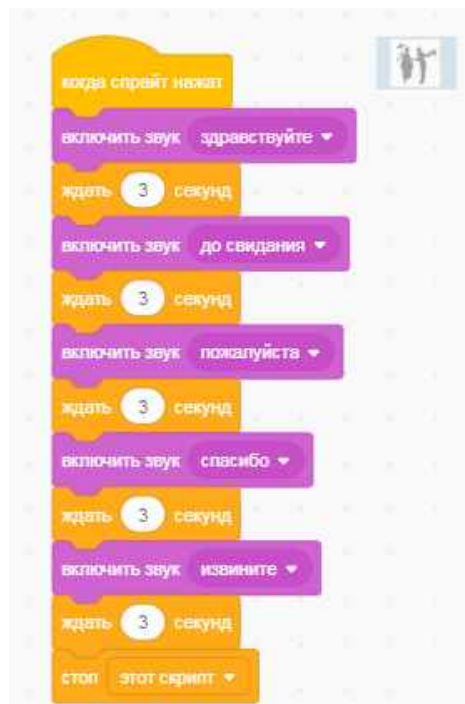 когда спрайт нажат
включить звук здравствуйте
ждать 3 секунд
включить звук до свидания
ждать 3 секунд
включить звук пожалуйста
ждать 3 секунд
включить звук спасибо
ждать 3 секунд
включить звук извините
ждать 3 секунд
стоп этот скрипт